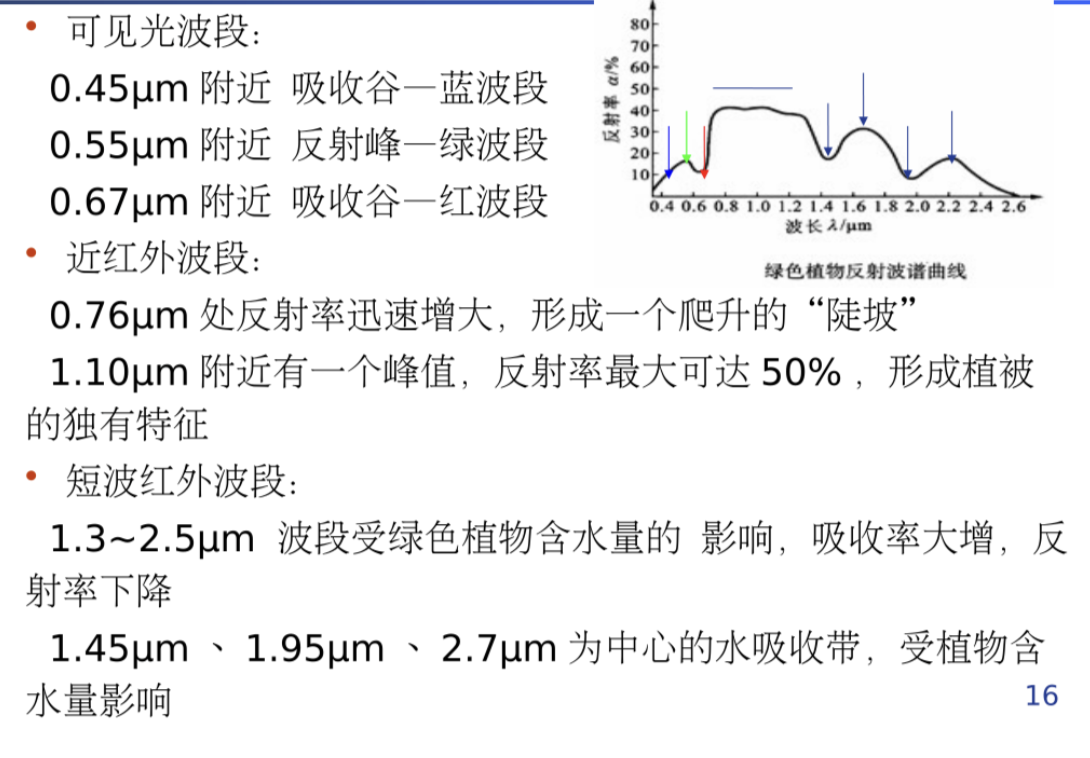 • 可见光波段：
0.45μm 附近 吸收谷—蓝波段
0.55μm 附近 反射峰—绿波段
0.67μm 附近 吸收谷—红波段
• 近红外波段：
0.76μm 处反射率迅速增大，形成一个爬升的“陡坡”
1.10μm 附近有一个峰值，反射率最大可达 50% ，形成植被
的独有特征
• 短波红外波段：
1.3~2.5μm 波段受绿色植物含水量的 影响，吸收率大增，反
射率下降
1.45μm 、 1.95μm 、 2.7μm 为中心的水吸收带，受植物含
水量影响
反射率 α/%
80
70
60
50
40
30
20
10
0.4 0.6 0.8 1.0 1.2 1.4 1.6 1.8 2.0 2.2 2.4 2.6
波长 λ/μm
绿色植物反射波谱曲线
16